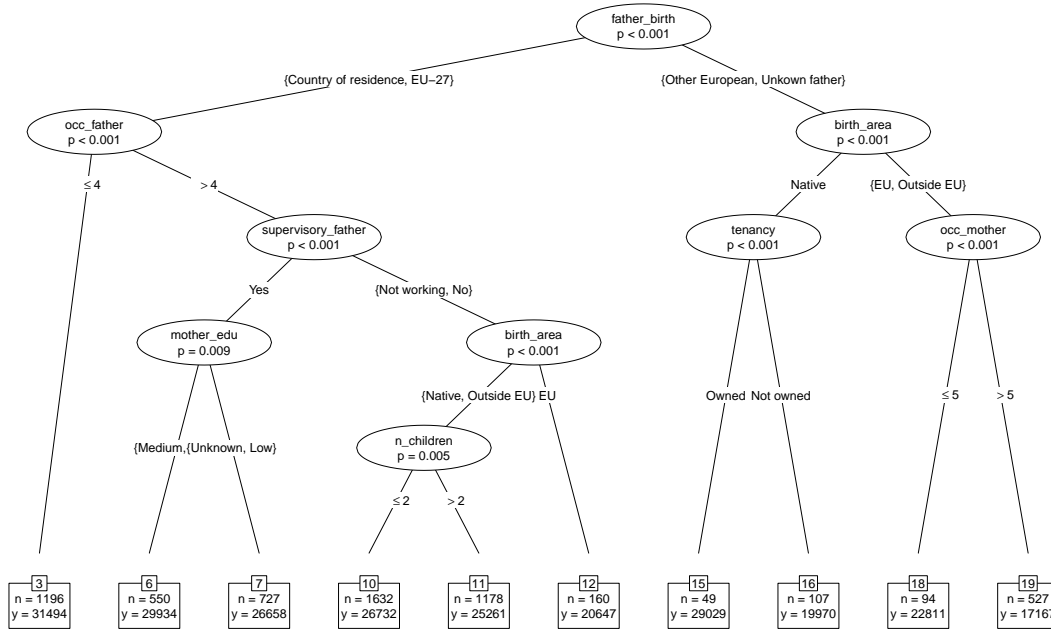 father_birth
p < 0.001
{Country of residence, EU−27}
{Other European, Unkown father}
occ_father
p < 0.001
birth_area
p < 0.001
≤ 4
> 4
Native
{EU, Outside EU}
supervisory_father
p < 0.001
tenancy
p < 0.001
occ_mother
p < 0.001
Yes
{Not working, No}
mother_edu
p = 0.009
birth_area
p < 0.001
{Native, Outside EU}
EU
Owned
Not owned
≤ 5
> 5
n_children
p = 0.005
{Medium,
{Unknown, Low}
≤ 2
> 2
3
n = 1196
y = 31494
6
n = 550
y = 29934
7
n = 727
y = 26658
10
n = 1632
y = 26732
11
n = 1178
y = 25261
12
n = 160
y = 20647
15
n = 49
y = 29029
16
n = 107
y = 19970
18
n = 94
y = 22811
19
n = 527
y = 17167